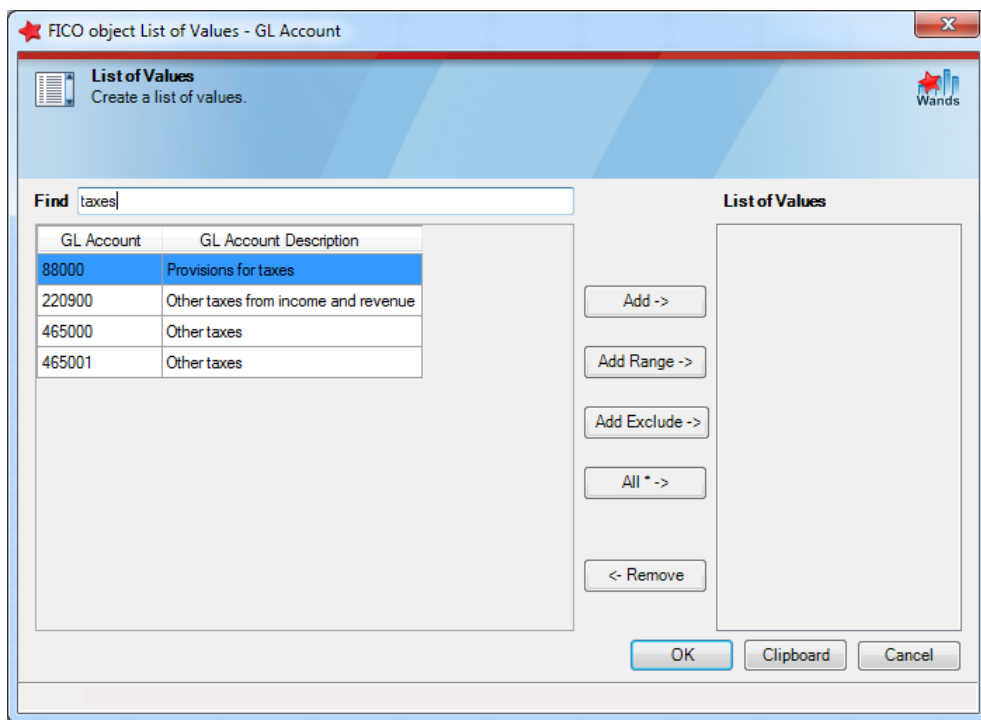 FICO object List of Values - GL Account
List of Values
Create a list of values.
Wands
Find taxes
List of Values
GL Account GL Account Description
88000 Provisions for taxes
220900 Other taxes from income and revenue
465000 Other taxes
465001 Other taxes
Add ->
Add Range ->
Add Exclude ->
All * ->
<- Remove
OK Clipboard Cancel